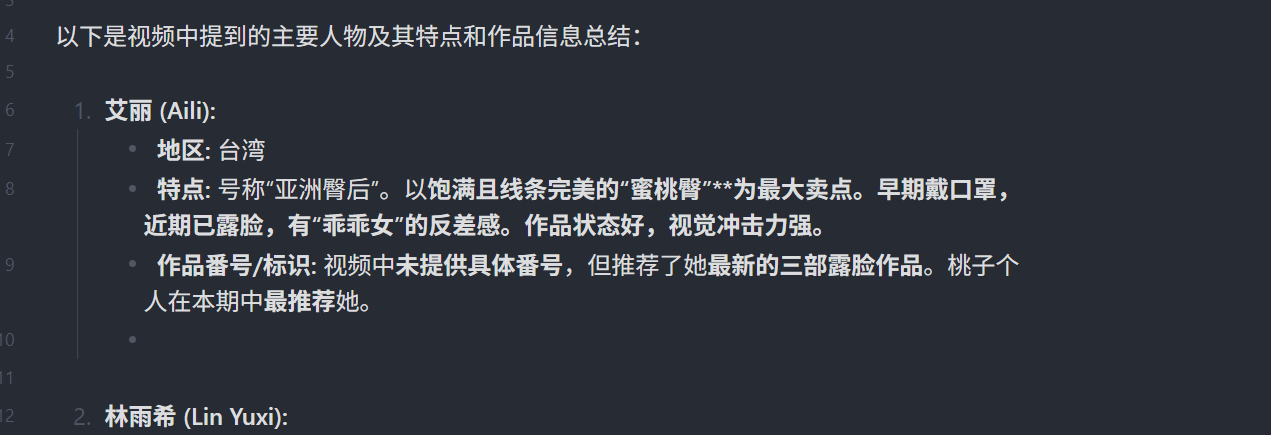 4 以下是视频中提到的主要人物及其特点和作品信息总结：
5
6 1. 艾丽 (Aili):
7 • 地区: 台湾
8 • 特点: 号称“亚洲臀后”。以饱满且线条完美的“蜜桃臀”**为最大卖点。早期戴口罩，
近期已露脸，有“乖乖女”的反差感。作品状态好，视觉冲击力强。
9 • 作品番号/标识: 视频中未提供具体番号，但推荐了她最新的三部露脸作品。桃子个
人在本期中最推荐她。
10 •
11
12 2. 林雨希 (Lin Yuxi):